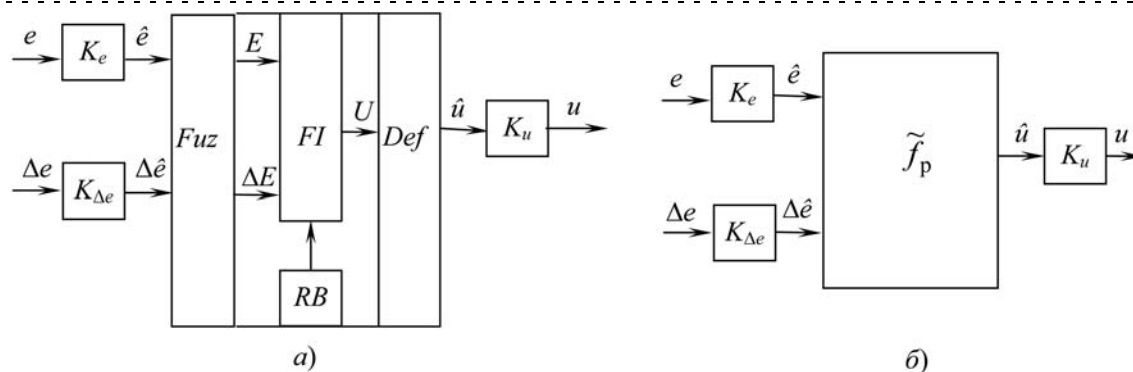 e
K_e
ê
E
U
û
K_u
u
Fuz
FI
Def
Δe
K_Δe
Δê
ΔE
RB
а)
e
K_e
ê
f̃_p
û
K_u
u
Δe
K_Δe
Δê
б)